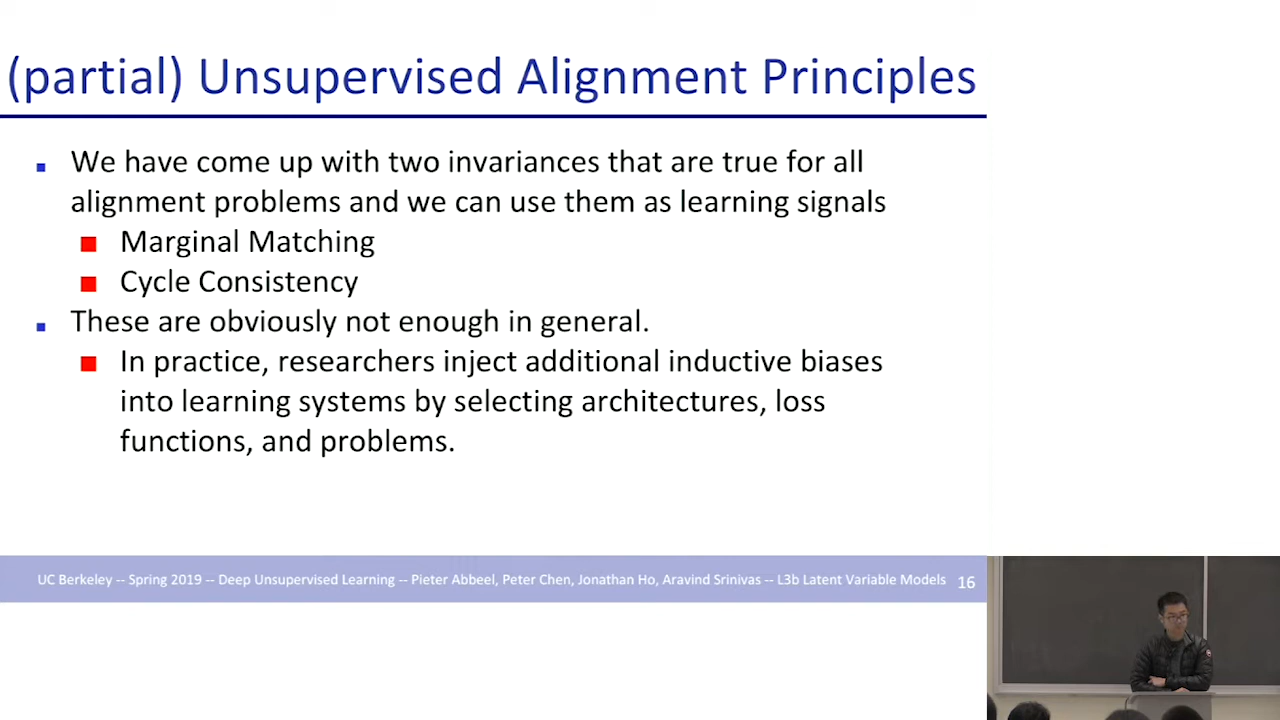 (partial) Unsupervised Alignment Principles
We have come up with two invariances that are true for all
alignment problems and we can use them as learning signals
Marginal Matching
Cycle Consistency
These are obviously not enough in general.
In practice, researchers inject additional inductive biases
into learning systems by selecting architectures, loss
functions, and problems.
UC Berkeley -- Spring 2019 -- Deep Unsupervised Learning -- Pieter Abbeel, Peter Chen, Jonathan Ho, Aravind Srinivas -- L3b Latent Variable Models 16